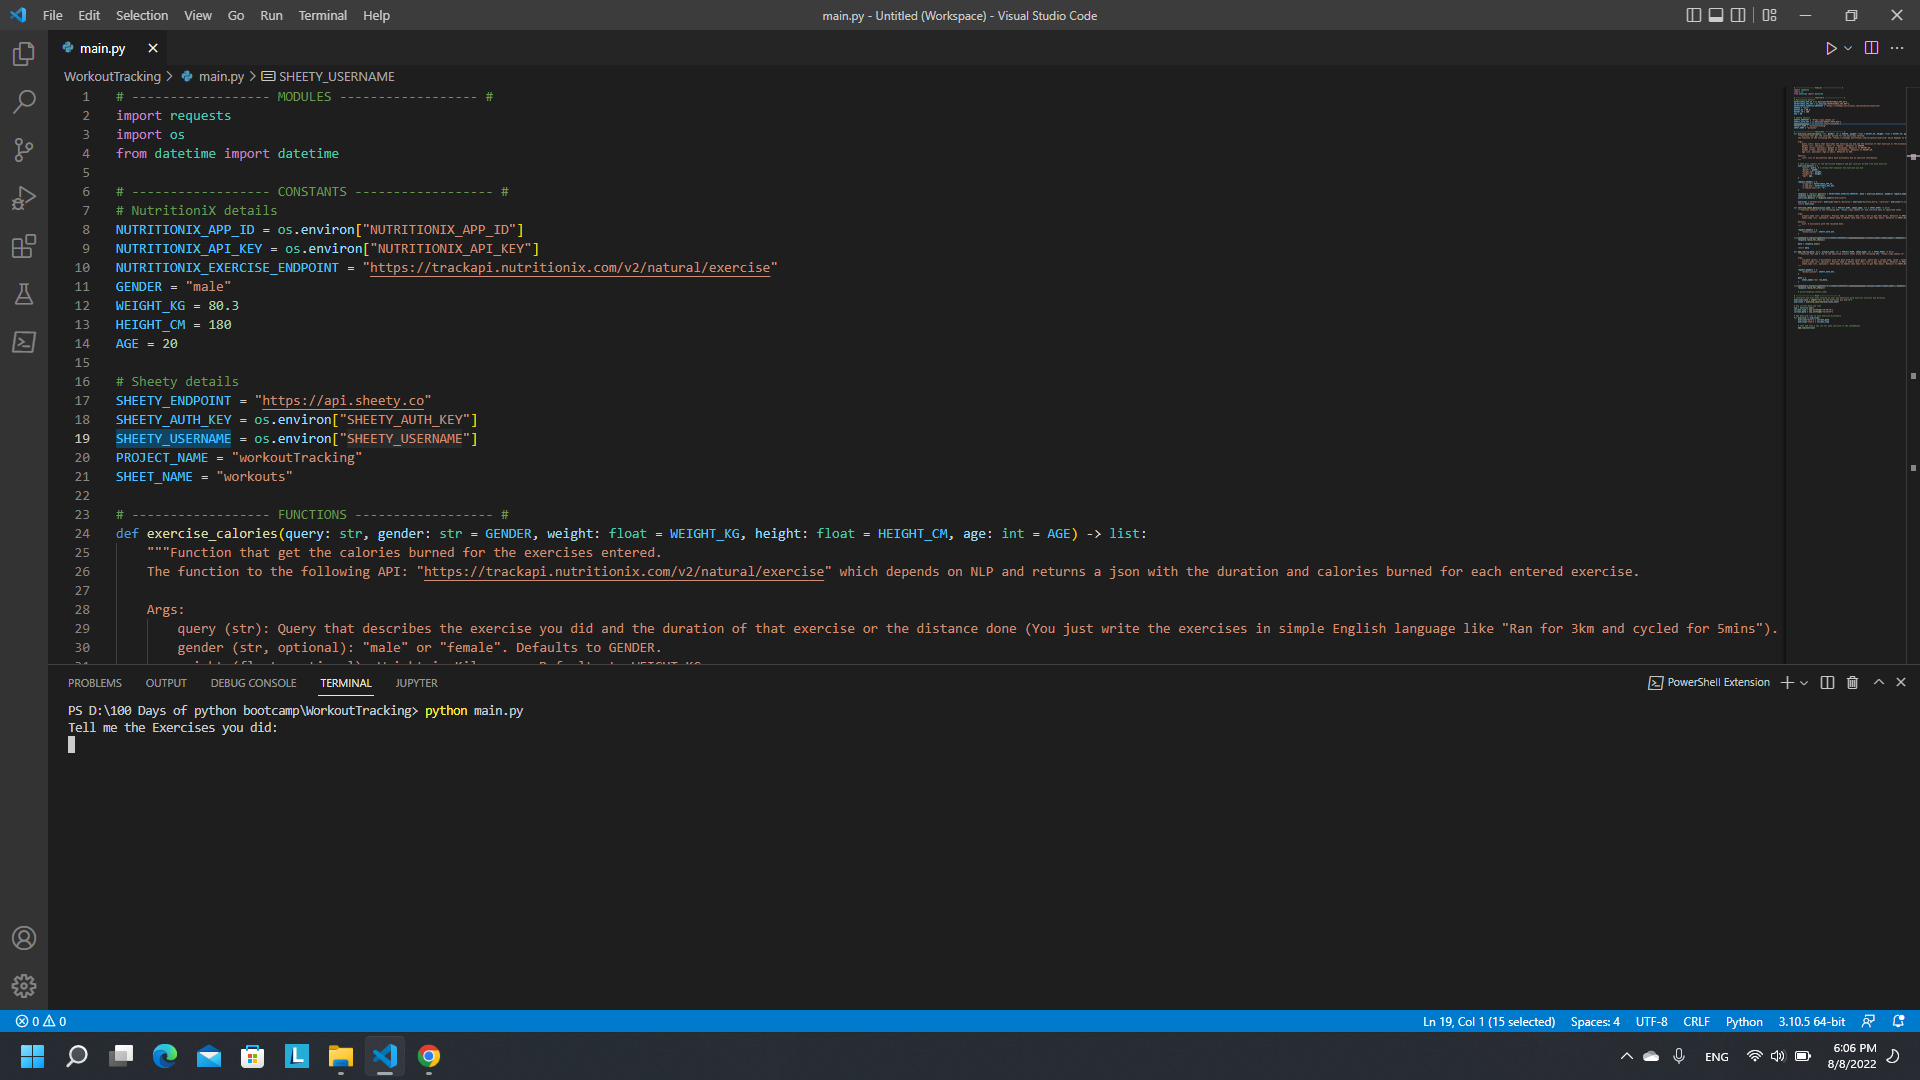 File Edit Selection View Go Run Terminal Help
main.py - Untitled (Workspace) - Visual Studio Code
main.py
WorkoutTracking > main.py > SHEETY_USERNAME
1 # ------------------ MODULES ------------------ #
2 import requests
3 import os
4 from datetime import datetime
5
6 # ------------------ CONSTANTS ------------------ #
7 # NutritioniX details
8 NUTRITIONIX_APP_ID = os.environ["NUTRITIONIX_APP_ID"]
9 NUTRITIONIX_API_KEY = os.environ["NUTRITIONIX_API_KEY"]
10 NUTRITIONIX_EXERCISE_ENDPOINT = "https://trackapi.nutritionix.com/v2/natural/exercise"
11 GENDER = "male"
12 WEIGHT_KG = 80.3
13 HEIGHT_CM = 180
14 AGE = 20
15
16 # Sheety details
17 SHEETY_ENDPOINT = "https://api.sheety.co"
18 SHEETY_AUTH_KEY = os.environ["SHEETY_AUTH_KEY"]
19 SHEETY_USERNAME = os.environ["SHEETY_USERNAME"]
20 PROJECT_NAME = "workoutTracking"
21 SHEET_NAME = "workouts"
22
23 # ------------------ FUNCTIONS ------------------ #
24 def exercise_calories(query: str, gender: str = GENDER, weight: float = WEIGHT_KG, height: float = HEIGHT_CM, age: int = AGE) -> list:
25 """Function that get the calories burned for the exercises entered.
26 The function to the following API: "https://trackapi.nutritionix.com/v2/natural/exercise" which depends on NLP and returns a json with the duration and calories burned for each entered exercise.
27
28 Args:
29 query (str): Query that describes the exercise you did and the duration of that exercise or the distance done (You just write the exercises in simple English language like "Ran for 3km and cycled for 5mins").
30 gender (str, optional): "male" or "female". Defaults to GENDER.
PROBLEMS OUTPUT DEBUG CONSOLE TERMINAL JUPYTER
PowerShell Extension
PS D:\100 Days of python bootcamp\WorkoutTracking> python main.py
Tell me the Exercises you did:
0 0
Ln 19, Col 1 (15 selected) Spaces: 4 UTF-8 CRLF Python 3.10.5 64-bit
L
ENG
6:06 PM
8/8/2022